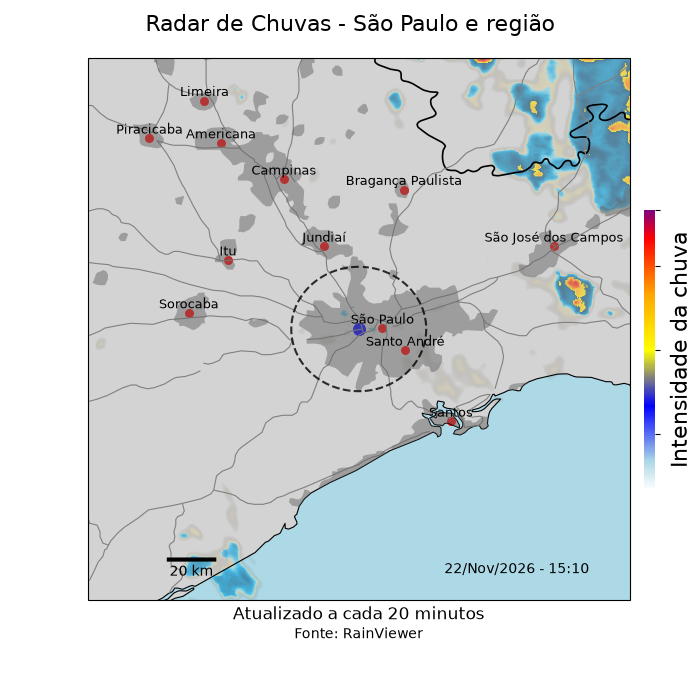 Radar de Chuvas - São Paulo e região
Limeira
Piracicaba
Americana
Campinas
Bragança Paulista
Jundiaí
São José dos Campos
Itu
Sorocaba
São Paulo
Santo André
Santos
Intensidade da chuva
20 km
22/Nov/2026 - 15:10
Atualizado a cada 20 minutos
Fonte: RainViewer